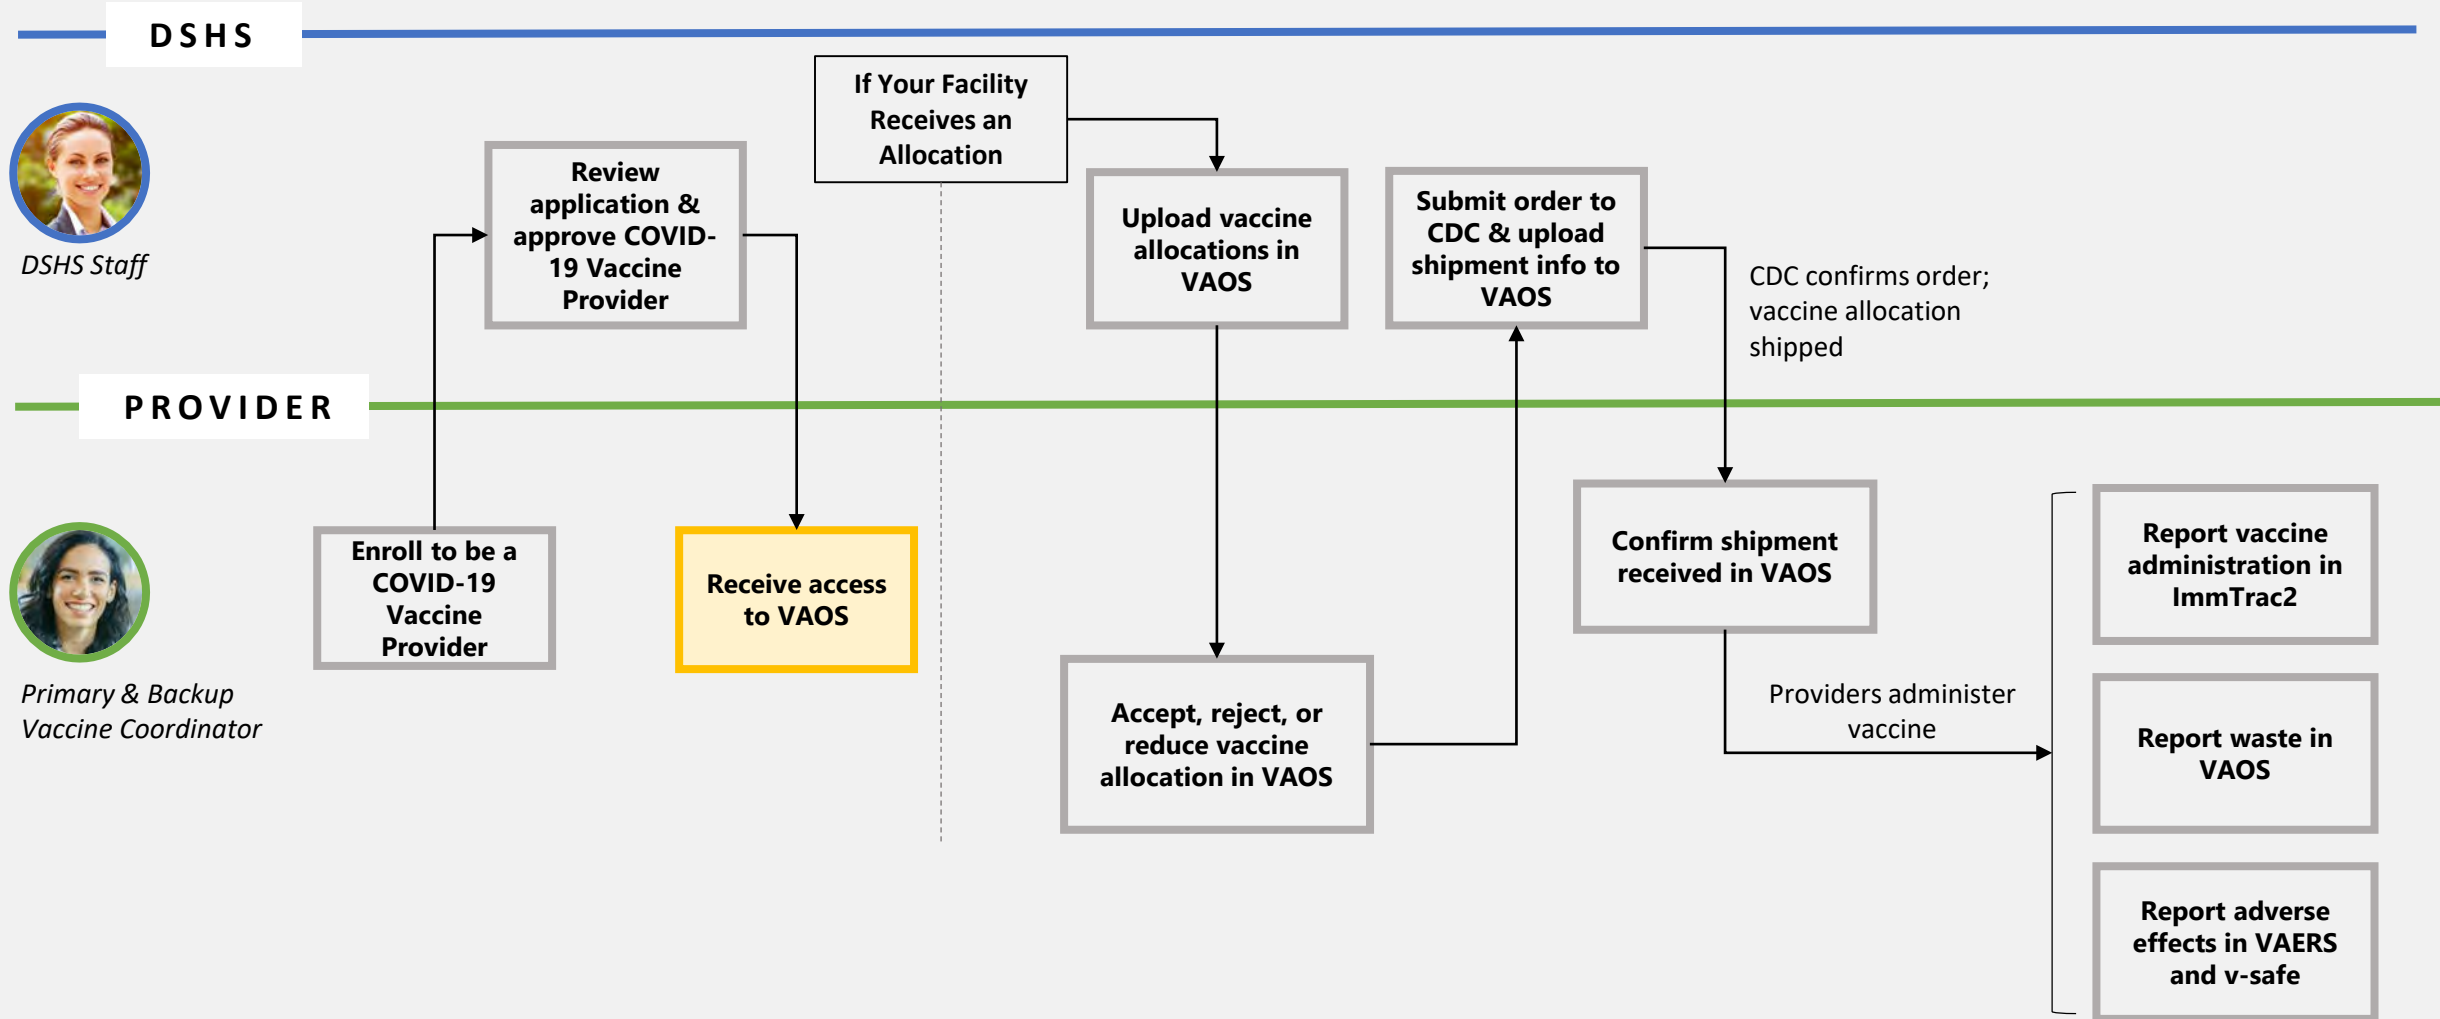 DSHS
If Your Facility
Receives an
Allocation
Review
application &
approve COVID-
19 Vaccine
Provider
Upload vaccine
allocations in
VAOS
Submit order to
CDC & upload
shipment info to
VAOS
DSHS Staff
CDC confirms order;
vaccine allocation
shipped
PROVIDER
Enroll to be a
COVID-19
Vaccine
Provider
Receive access
to VAOS
Confirm shipment
received in VAOS
Report vaccine
administration in
ImmTrac2
Primary & Backup
Vaccine Coordinator
Accept, reject, or
reduce vaccine
allocation in VAOS
Providers administer
vaccine
Report waste in
VAOS
Report adverse
effects in VAERS
and v-safe